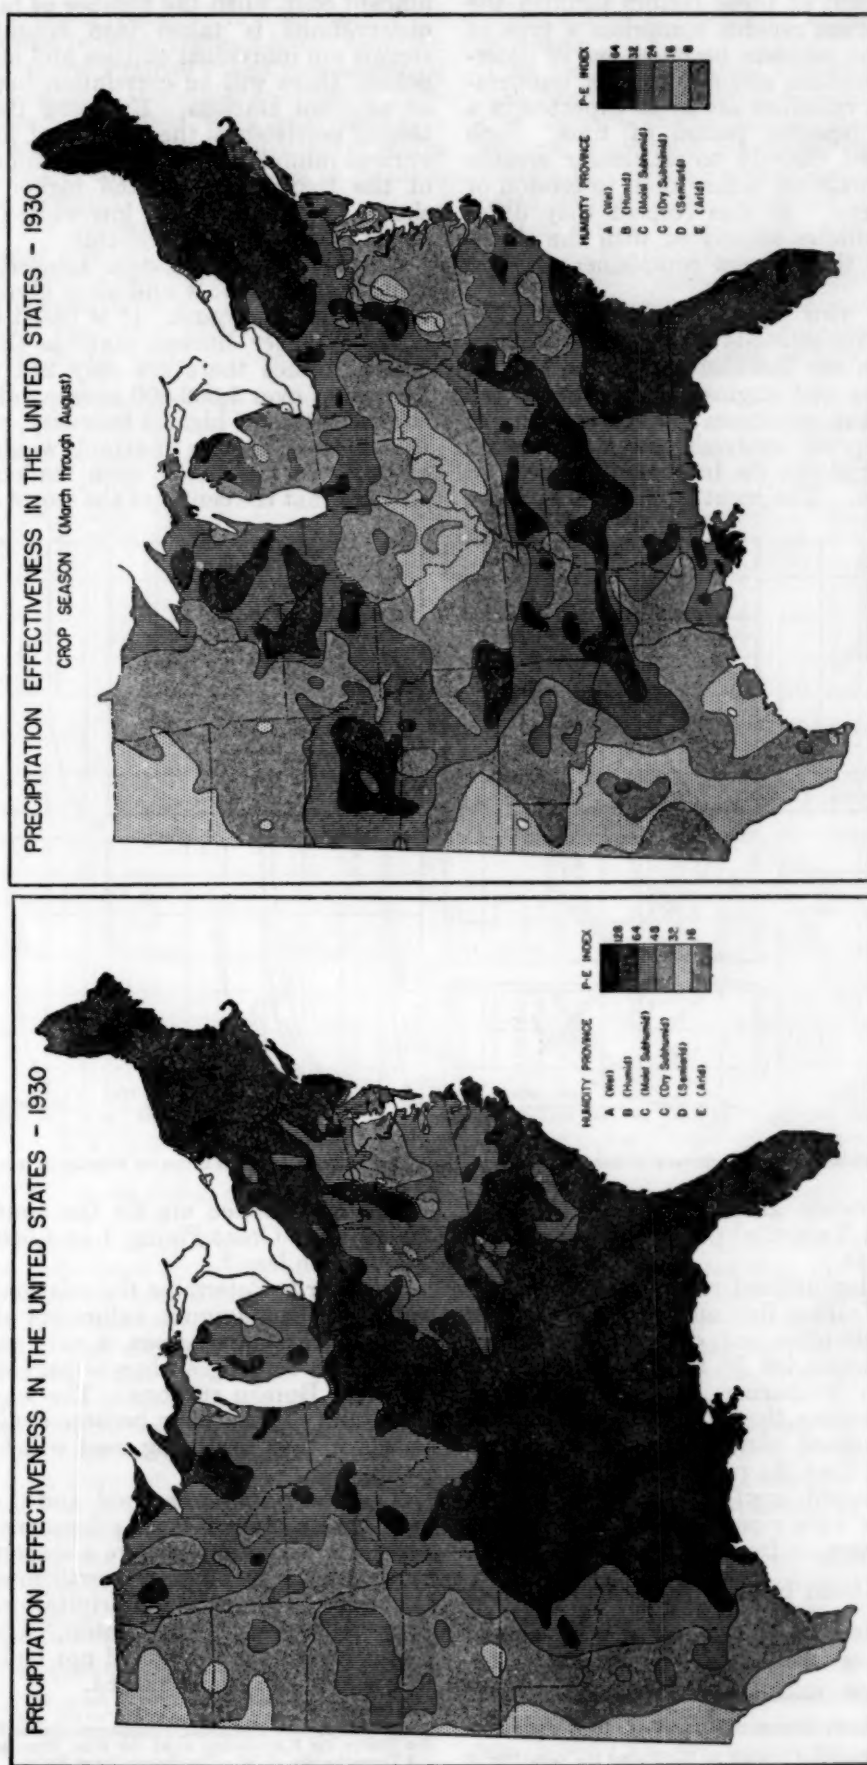 PRECIPITATION EFFECTIVENESS IN THE UNITED STATES - 1930
HUMIDITY PROVINCE P-E INDEX
A (Wet)
128
B (Humid)
64
C (Moist Subhumid)
48
C (Dry Subhumid)
32
D (Semiarid)
16
E (Arid)
PRECIPITATION EFFECTIVENESS IN THE UNITED STATES - 1930
CROP SEASON (March through August)
HUMIDITY PROVINCE P-E INDEX
A (Wet)
64
B (Humid)
32
C (Moist Subhumid)
24
C (Dry Subhumid)
16
D (Semiarid)
8
E (Arid)